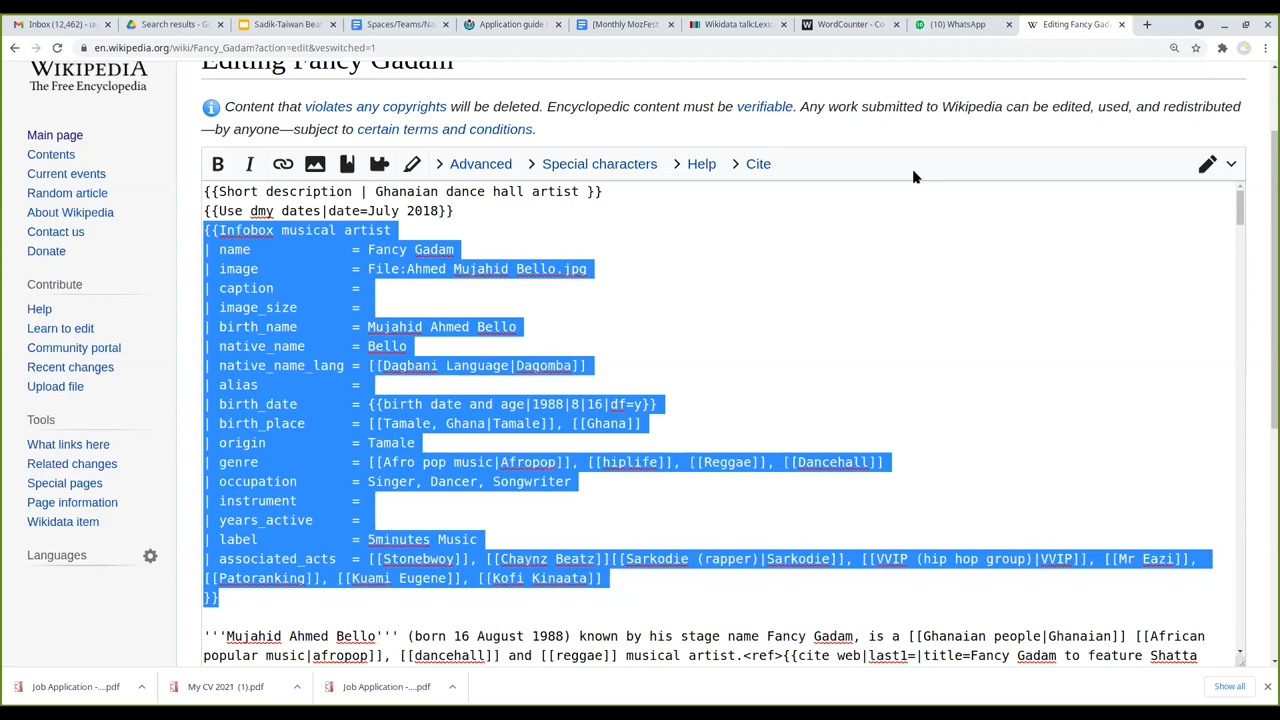 Inbox (12,462) - u
Search results - G
Sadik-Taiwan Bea
Spaces/Teams/Na
Application guide
[Monthly MozFest
Wikidata talk:Lexic
WordCounter - Co
(10) WhatsApp
Editing Fancy Gada
en.wikipedia.org/wiki/Fancy_Gadam?action=edit&veswitched=1
WIKIPEDIA
The Free Encyclopedia
Main page
Contents
Current events
Random article
About Wikipedia
Contact us
Donate
Contribute
Help
Learn to edit
Community portal
Recent changes
Upload file
Tools
What links here
Related changes
Special pages
Page information
Wikidata item
Languages
Editing Fancy Gadam
Content that violates any copyrights will be deleted. Encyclopedic content must be verifiable. Any work submitted to Wikipedia can be edited, used, and redistributed
—by anyone—subject to certain terms and conditions.
B I Advanced Special characters Help Cite
{{Short description | Ghanaian dance hall artist }}
{{Use dmy dates|date=July 2018}}
{{Infobox musical artist
| name = Fancy Gadam
| image = File:Ahmed Mujahid Bello.jpg
| caption =
| image_size =
| birth_name = Mujahid Ahmed Bello
| native_name = Bello
| native_name_lang = [[Dagbani Language|Dagomba]]
| alias =
| birth_date = {{birth date and age|1988|8|16|df=y}}
| birth_place = [[Tamale, Ghana|Tamale]], [[Ghana]]
| origin = Tamale
| genre = [[Afro pop music|Afropop]], [[hiplife]], [[Reggae]], [[Dancehall]]
| occupation = Singer, Dancer, Songwriter
| instrument =
| years_active =
| label = 5minutes Music
| associated_acts = [[Stonebwoy]], [[Chaynz Beatz]][[Sarkodie (rapper)|Sarkodie]], [[VVIP (hip hop group)|VVIP]], [[Mr Eazi]],
[[Patoranking]], [[Kuami Eugene]], [[Kofi Kinaata]]
}}
'''Mujahid Ahmed Bello''' (born 16 August 1988) known by his stage name Fancy Gadam, is a [[Ghanaian people|Ghanaian]] [[African
popular music|afropop]], [[dancehall]] and [[reggae]] musical artist.<ref>{{cite web|last1=|title=Fancy Gadam to feature Shatta
Job Application -....pdf
My CV 2021 (1).pdf
Job Application -....pdf
Show all